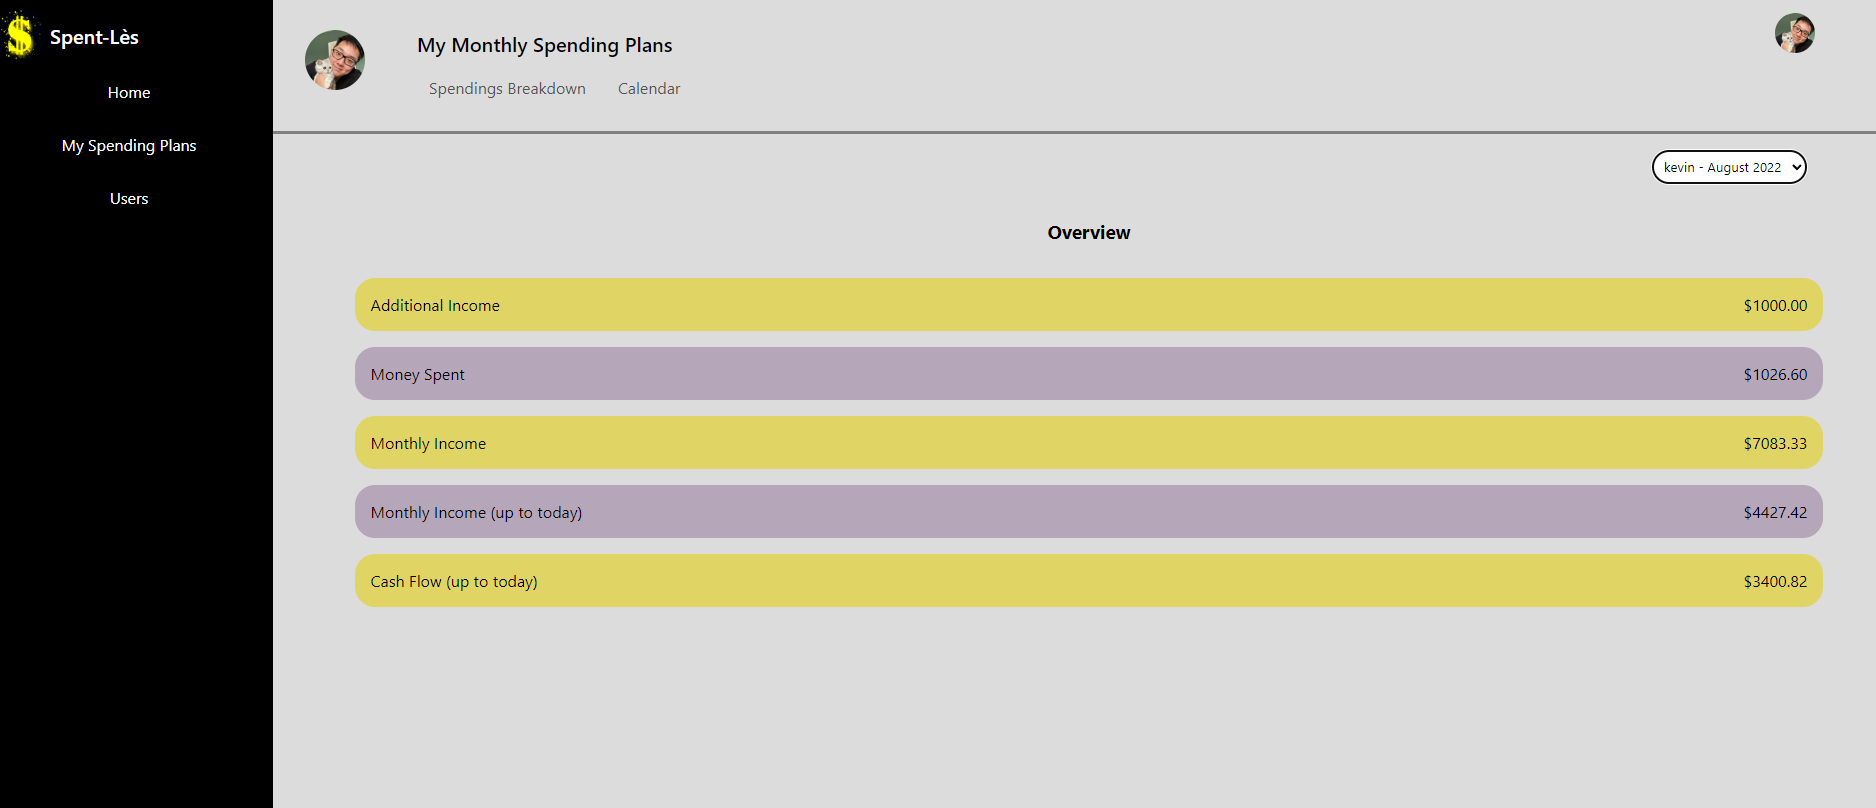 Spent-Lès
Home
My Spending Plans
Users
My Monthly Spending Plans
Spendings Breakdown Calendar
kevin - August 2022
Overview
Additional Income $1000.00
Money Spent $1026.60
Monthly Income $7083.33
Monthly Income (up to today) $4427.42
Cash Flow (up to today) $3400.82